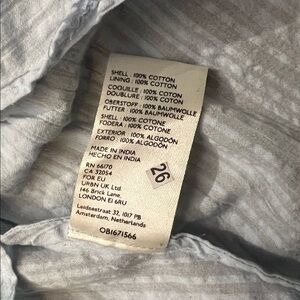 SHELL : 100% COTTON
LINING : 100% COTTON
COQUILLE : 100% COTON
DOUBLURE : 100% COTON
OBERSTOFF : 100% BAUMWOLLE
FUTTER : 100% BAUMWOLLE
SHELL : 100% COTONE
FODERA : 100% COTONE
EXTERIOR : 100% ALGODÓN
FORRO : 100% ALGODÓN
MADE IN INDIA
HECHO EN INDIA
RN 66170
CA 32054
FOR EU
URBN UK Ltd.
146 Brick Lane,
LONDON E1 6RU
Leidsestraat 32, 1017 PB
Amsterdam, Netherlands
OB1671566
26